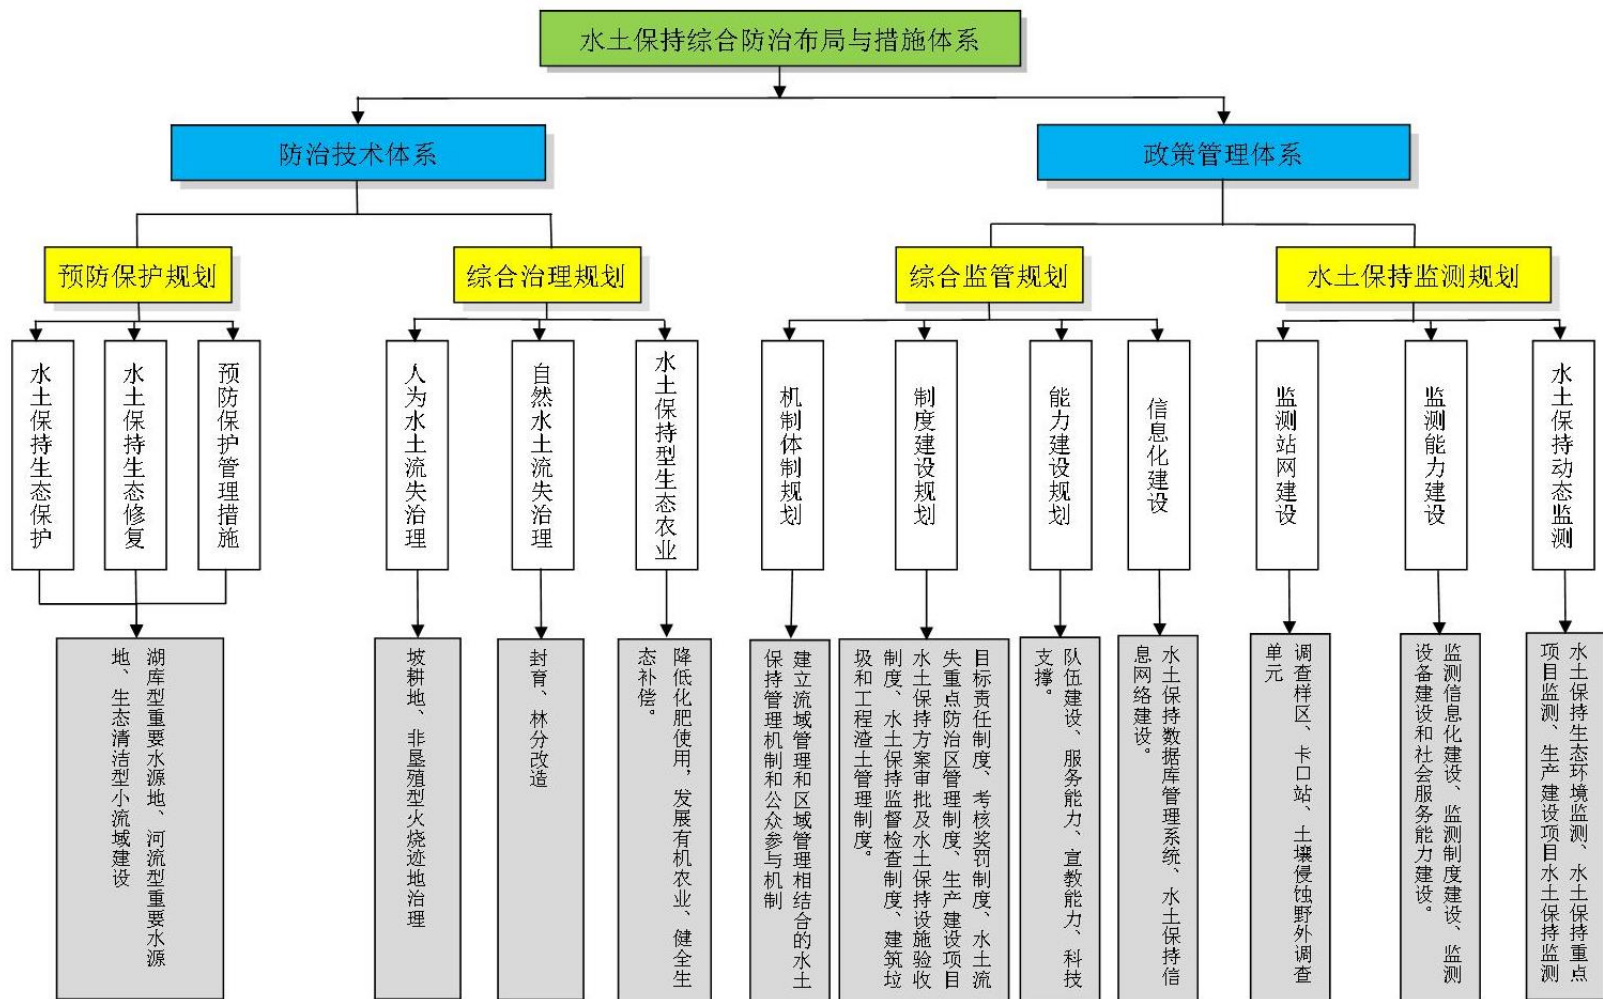 水土保持综合防治布局与措施体系
防治技术体系
政策管理体系
预防保护规划
综合治理规划
综合监管规划
水土保持监测规划
水土保持生态保护
水土保持生态修复
预防保护管理措施
人为水土流失治理
自然水土流失治理
水土保持型生态农业
机制体制规划
制度建设规划
能力建设规划
信息化建设
监测站网建设
监测能力建设
水土保持动态监测
湖库型重要水源地、河流型重要水源
地、生态清洁型小流域建设
坡耕地、非垦殖型火烧迹地治理
封育、林分改造
降低化肥使用，发展有机农业、健全生
态补偿。
建立流域管理和区域管理相结合的水土
保持管理机制和公众参与机制
目标责任制度、考核奖罚制度、水土流
失重点防治区管理制度、生产建设项目
水土保持方案审批及水土保持设施验收
制度、水土保持监督检查制度、建筑垃
圾和工程渣土管理制度。
队伍建设、服务能力、宣教能力、科技
支撑。
水土保持数据库管理系统、水土保持信
息网络建设。
调查样区、卡口站、土壤侵蚀野外调查
单元
监测信息化建设、监测制度建设、监测
设备建设和社会服务能力建设。
水土保持生态环境监测、水土保持重点
项目监测、生产建设项目水土保持监测